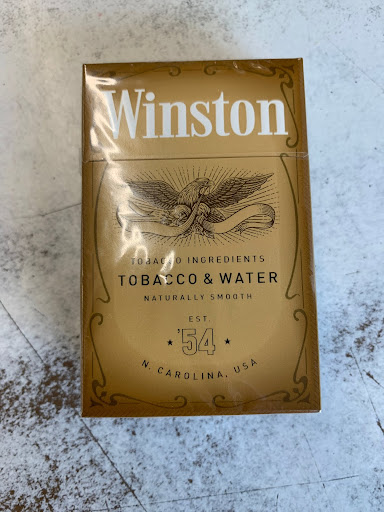 Winston
TOBACCO INGREDIENTS
TOBACCO & WATER
NATURALLY SMOOTH
EST.
'54
N. CAROLINA, USA